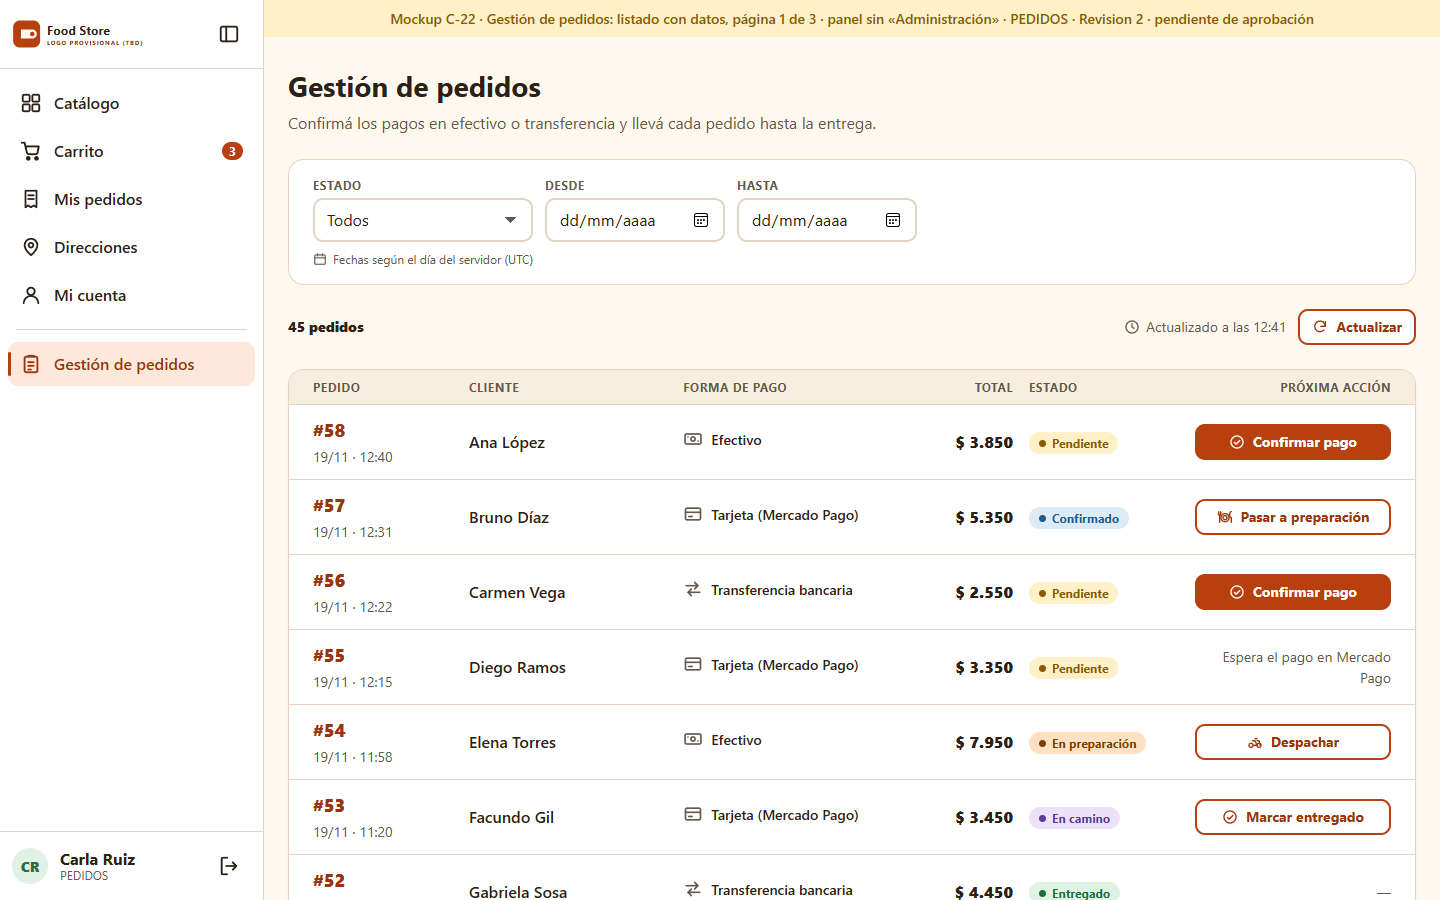 Food Store
LOGO PROVISIONAL (TBD)
Mockup C-22 · Gestión de pedidos: listado con datos, página 1 de 3 · panel sin «Administración» · PEDIDOS · Revision 2 · pendiente de aprobación
Catálogo
Carrito 3
Mis pedidos
Direcciones
Mi cuenta
Gestión de pedidos
Carla Ruiz
CR
PEDIDOS
Gestión de pedidos
Confirmá los pagos en efectivo o transferencia y llevá cada pedido hasta la entrega.
ESTADO DESDE HASTA
Todos dd/mm/aaaa dd/mm/aaaa
Fechas según el día del servidor (UTC)
45 pedidos Actualizado a las 12:41 Actualizar
PEDIDO CLIENTE FORMA DE PAGO TOTAL ESTADO PRÓXIMA ACCIÓN
#58
19/11 · 12:40
Ana López Efectivo $ 3.850 Pendiente Confirmar pago
#57
19/11 · 12:31
Bruno Díaz Tarjeta (Mercado Pago) $ 5.350 Confirmado Pasar a preparación
#56
19/11 · 12:22
Carmen Vega Transferencia bancaria $ 2.550 Pendiente Confirmar pago
#55
19/11 · 12:15
Diego Ramos Tarjeta (Mercado Pago) $ 3.350 Pendiente Espera el pago en Mercado
Pago
#54
19/11 · 11:58
Elena Torres Efectivo $ 7.950 En preparación Despachar
#53
19/11 · 11:20
Facundo Gil Tarjeta (Mercado Pago) $ 3.450 En camino Marcar entregado
#52
Gabriela Sosa Transferencia bancaria $ 4.450 Entregado —